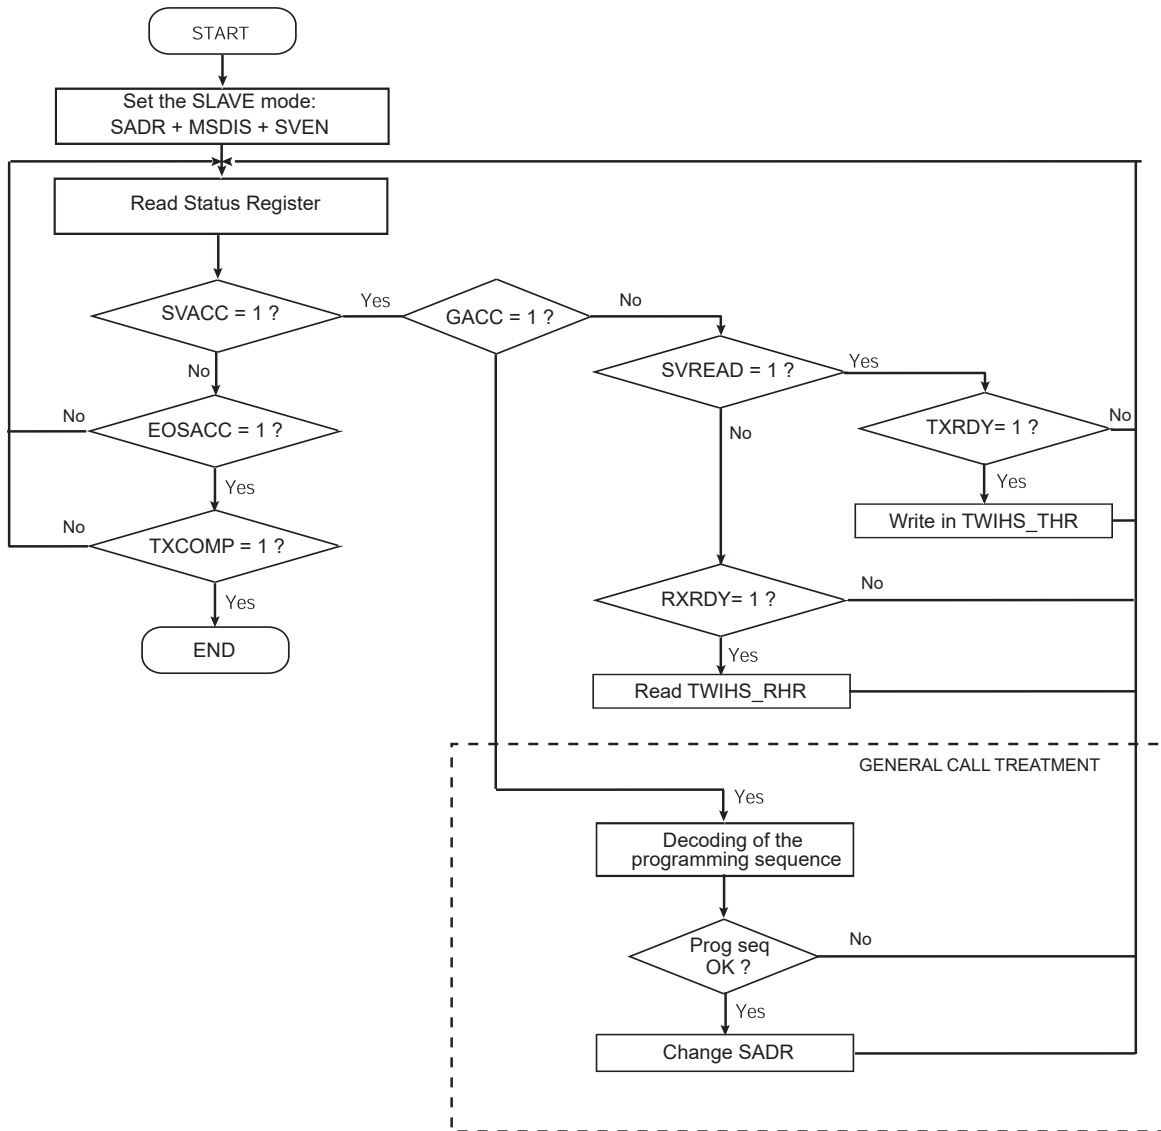 START
Set the SLAVE mode:
SADR + MSDIS + SVEN
Read Status Register
SVACC = 1 ?
Yes
GACC = 1 ?
No
SVREAD = 1 ?
Yes
No
No
EOSACC = 1 ?
TXRDY= 1 ?
No
No
Yes
Yes
Write in TWIHS_THR
No
TXCOMP = 1 ?
Yes
END
RXRDY= 1 ?
No
Yes
Read TWIHS_RHR
GENERAL CALL TREATMENT
Yes
Decoding of the
programming sequence
Prog seq
OK ?
No
Yes
Change SADR